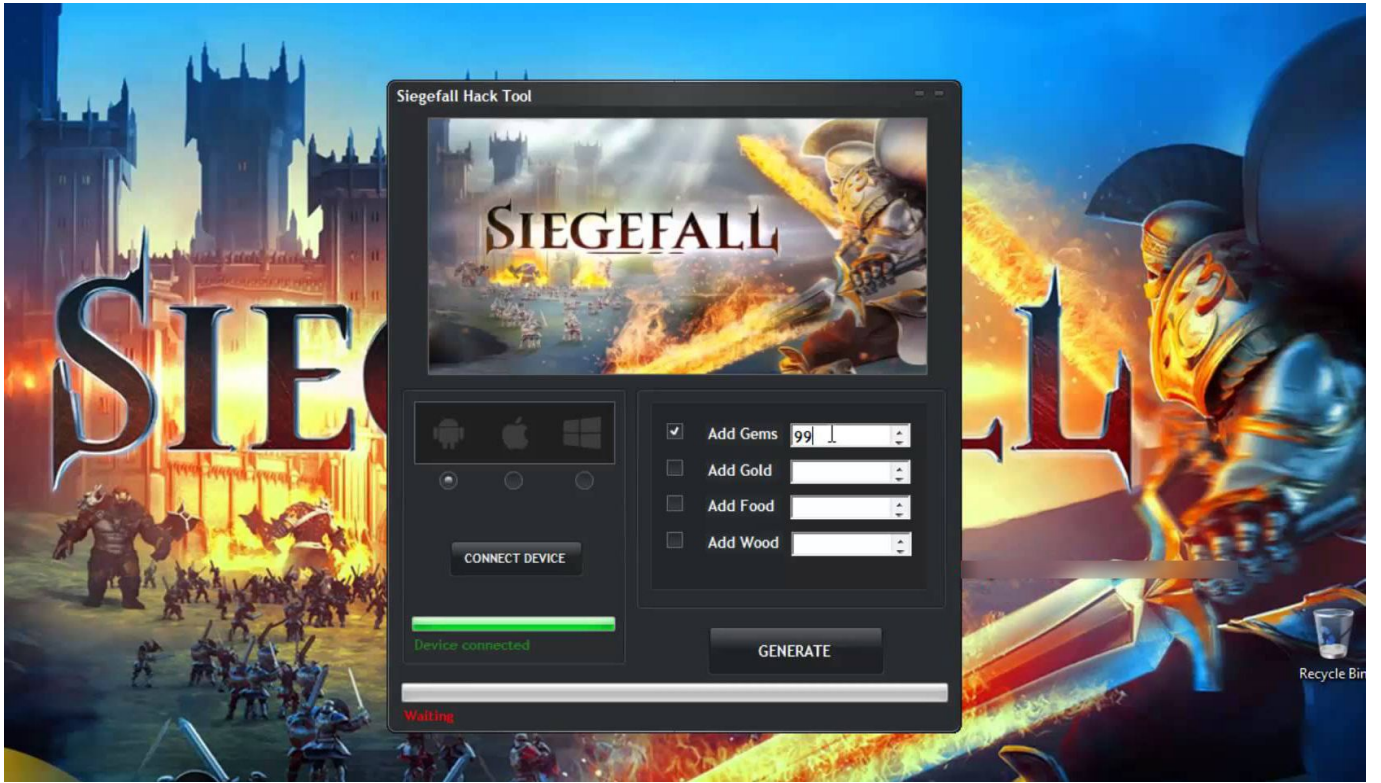 Siegefall Hack Tool
SIEGEFALL
SIE
LL
Add Gems 99
Add Gold
Add Food
Add Wood
CONNECT DEVICE
Device connected
GENERATE
Waiting
Recycle Bin